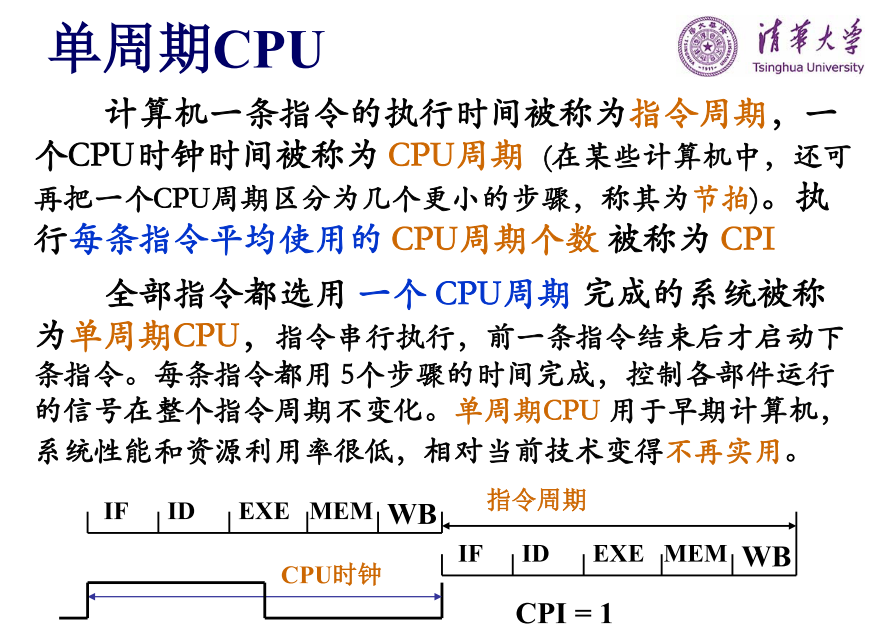 单周期CPU
清华大学
Tsinghua University
计算机一条指令的执行时间被称为指令周期，一
个CPU时钟时间被称为 CPU周期 (在某些计算机中，还可
再把一个CPU周期区分为几个更小的步骤，称其为节拍)。执
行每条指令平均使用的 CPU周期个数 被称为 CPI
全部指令都选用 一个 CPU周期 完成的系统被称
为单周期CPU，指令串行执行，前一条指令结束后才启动下
条指令。每条指令都用 5个步骤的时间完成，控制各部件运行
的信号在整个指令周期不变化。单周期CPU 用于早期计算机，
系统性能和资源利用率很低，相对当前技术变得不再实用。
IF ID EXE MEM WB 指令周期
IF ID EXE MEM WB
CPU时钟
CPI = 1